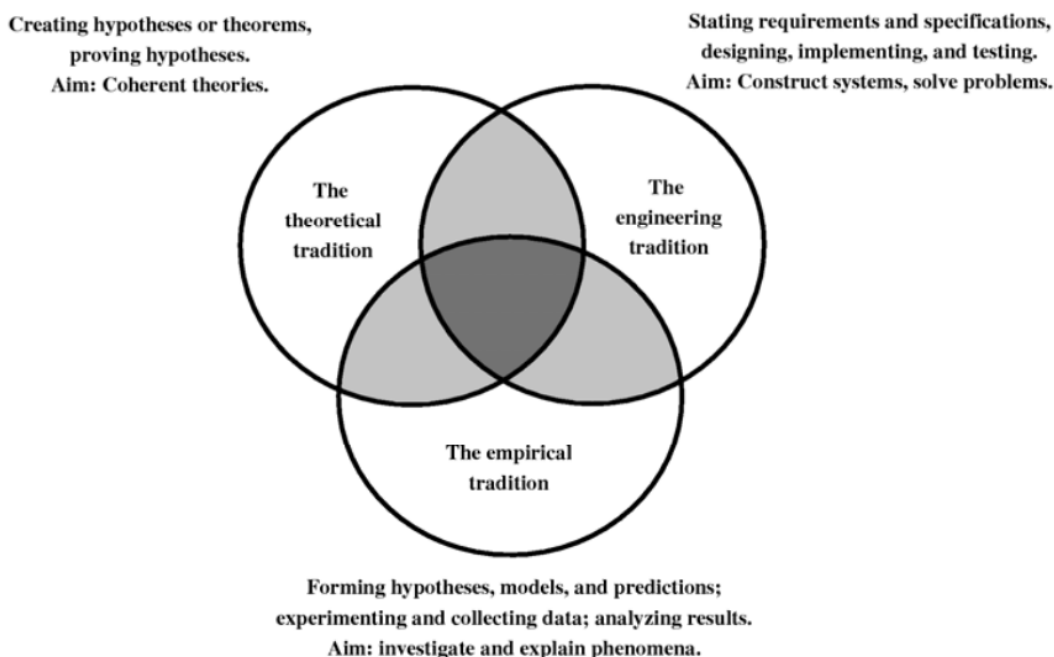 Creating hypotheses or theorems,
proving hypotheses.
Aim: Coherent theories.
Stating requirements and specifications,
designing, implementing, and testing.
Aim: Construct systems, solve problems.
The
theoretical
tradition
The
engineering
tradition
The empirical
tradition
Forming hypotheses, models, and predictions;
experimenting and collecting data; analyzing results.
Aim: investigate and explain phenomena.